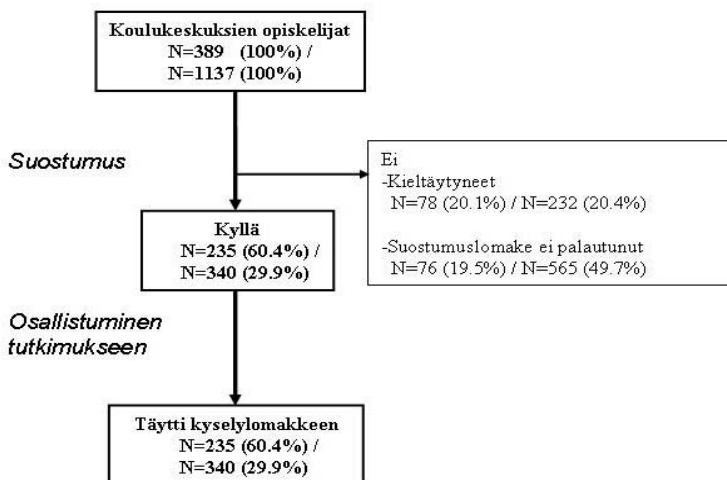 Koulukeskuksien opiskelijat
N=389 (100%) /
N=1137 (100%)
Suostumus
Ei
-Kieltäytyneet
N=78 (20.1%) / N=232 (20.4%)
-Suostumuslomake ei palautunut
N=76 (19.5%) / N=565 (49.7%)
Kyllä
N=235 (60.4%) /
N=340 (29.9%)
Osallistuminen
tutkimukseen
Täytti kyselylomakkeen
N=235 (60.4%) /
N=340 (29.9%)